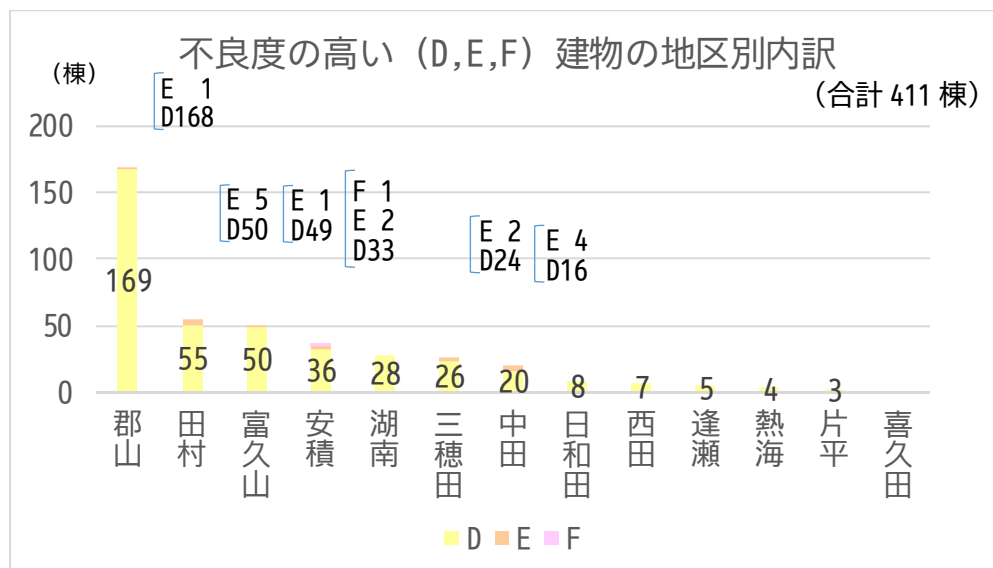 不良度の高い（D,E,F）建物の地区別内訳
（棟）
（合計 411 棟）
E 1
D168
E 5
D50
E 1
D49
F 1
E 2
D33
E 2
D24
E 4
D16
200
150
100
50
0
169
55
50
36
28
26
20
8
7
5
4
3
郡山
田村
富久山
安積
湖南
三穂田
中田
日和田
西田
逢瀬
熱海
片平
喜久田
D
E
F